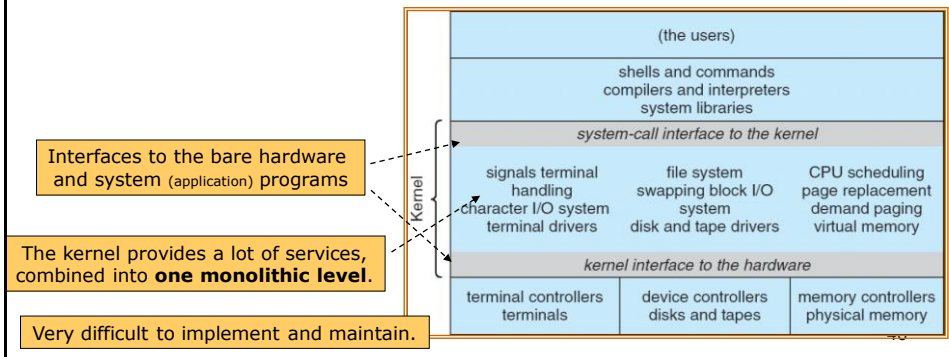 (the users)
shells and commands
compilers and interpreters
system libraries
system-call interface to the kernel
Interfaces to the bare hardware
and system (application) programs
Kernel
signals terminal
handling
character I/O system
terminal drivers
file system
swapping block I/O
system
disk and tape drivers
CPU scheduling
page replacement
demand paging
virtual memory
The kernel provides a lot of services,
combined into one monolithic level.
kernel interface to the hardware
terminal controllers
terminals
device controllers
disks and tapes
memory controllers
physical memory
Very difficult to implement and maintain.